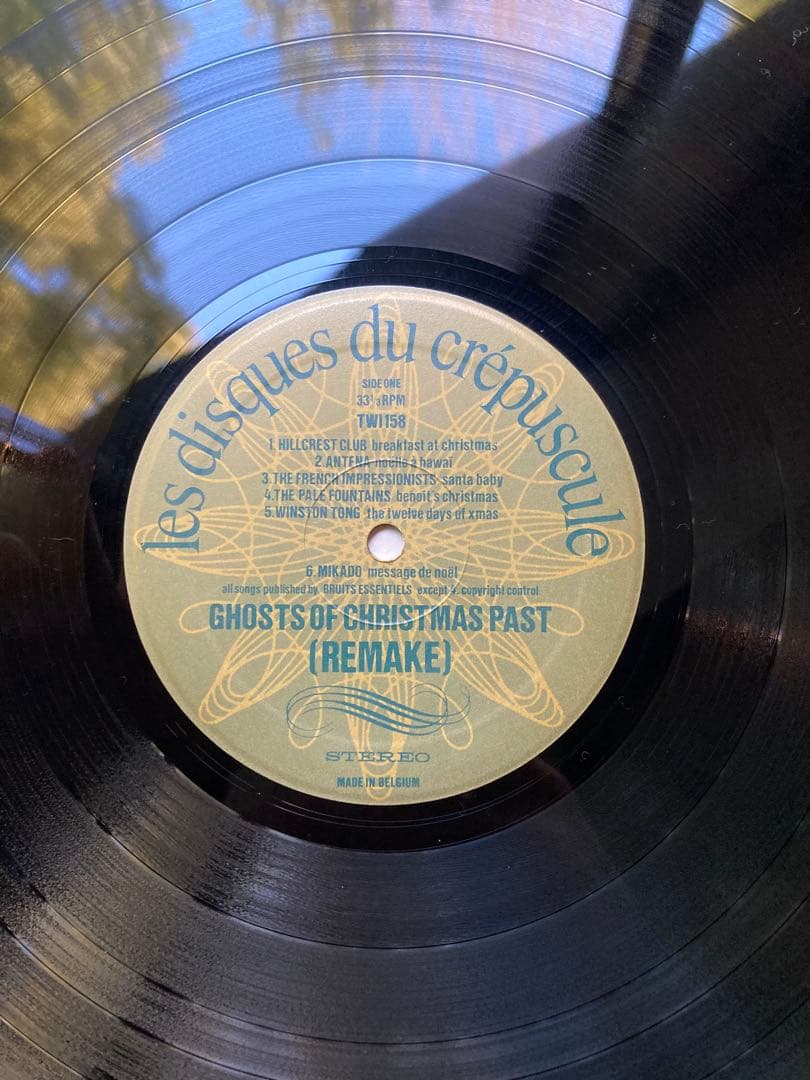 les disques du crépuscule
SIDE ONE
33⅓ RPM
TWI 158
1. HILLCREST CLUB breakfast at christmas
2. ANTENA noelle à hawaï
3. THE FRENCH IMPRESSIONISTS santa baby
4. THE PALE FOUNTAINS benoit's christmas
5. WINSTON TONG the twelve days of xmas
6. MIKADO message de noël
all songs published by BRUITS ESSENTIELS except 4. copyright control
GHOSTS OF CHRISTMAS PAST
(REMAKE)
STEREO
MADE IN BELGIUM